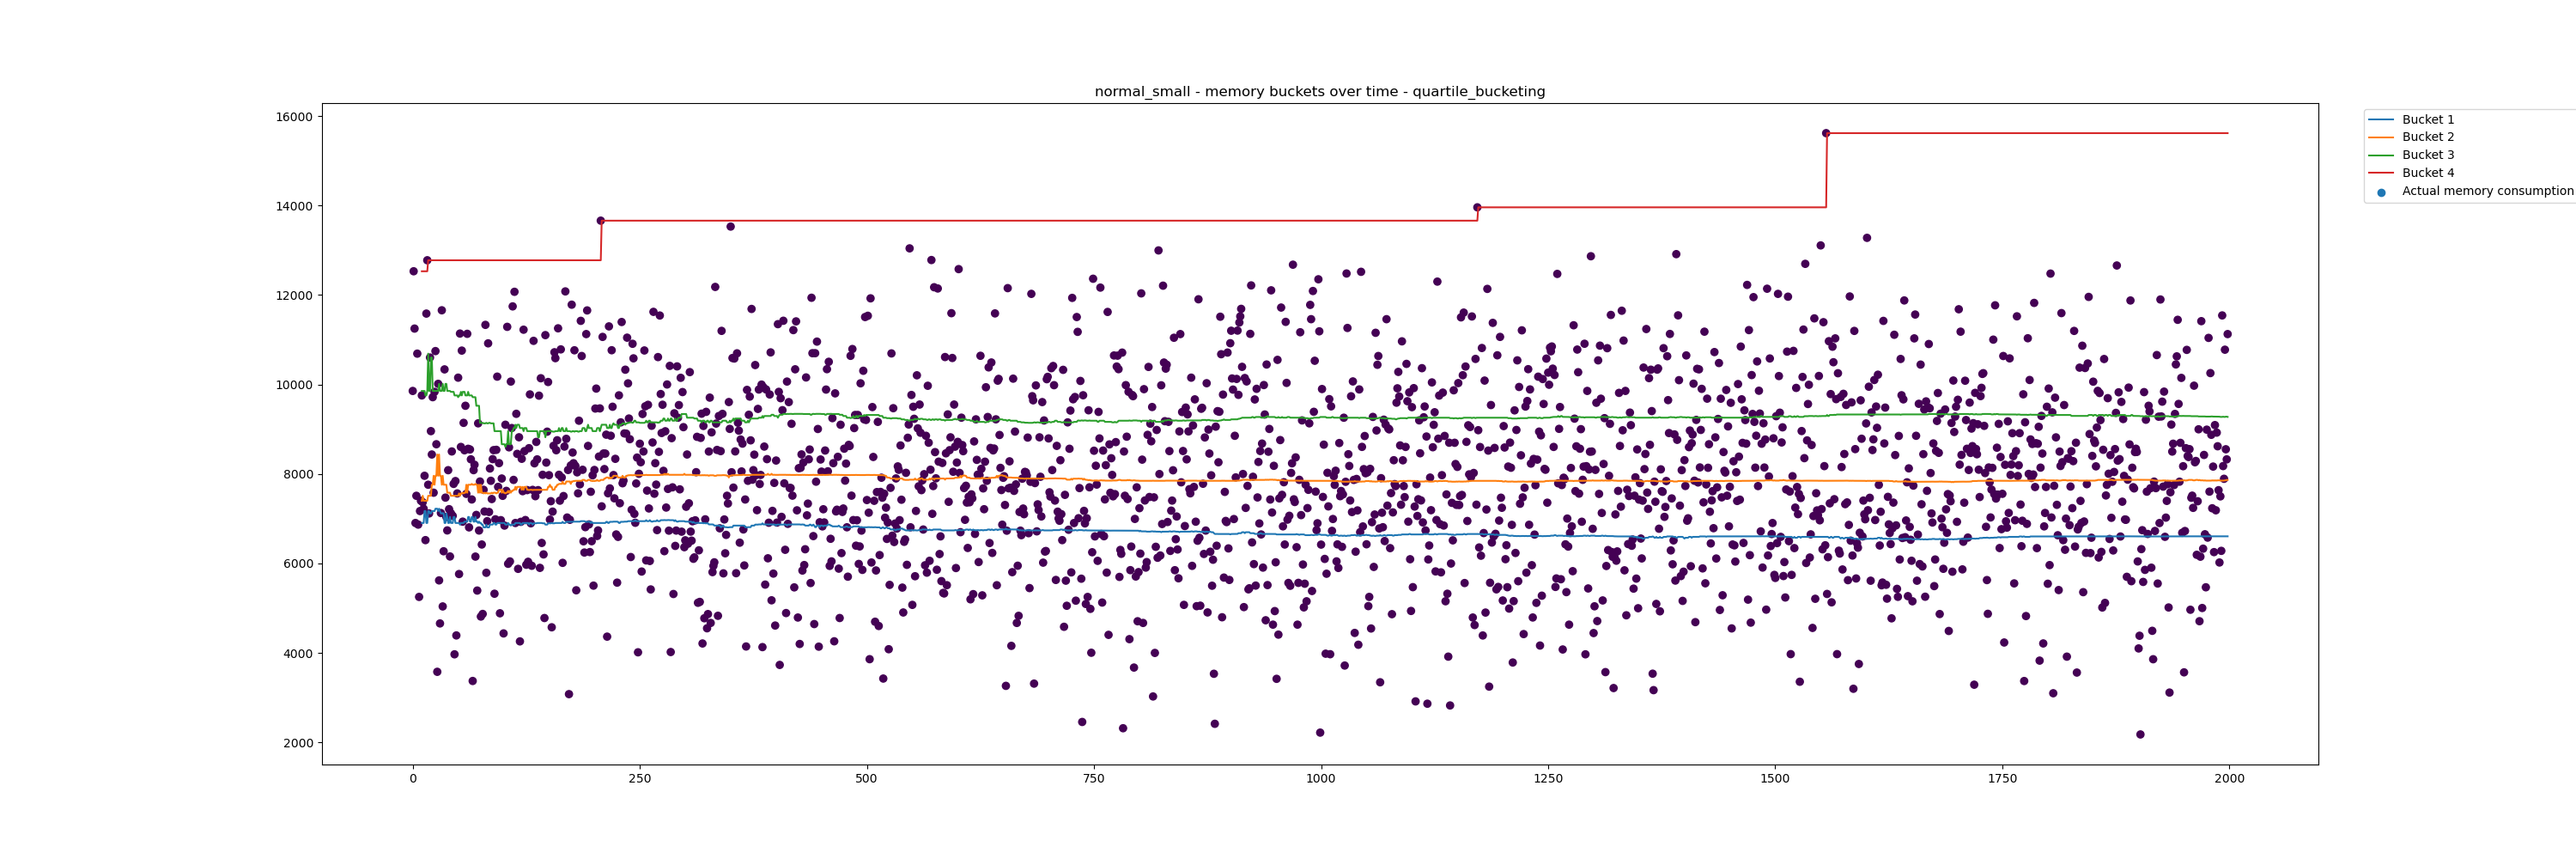 normal_small - memory buckets over time - quartile_bucketing
16000
14000
12000
10000
8000
6000
4000
2000
0 250 500 750 1000 1250 1500 1750 2000
Bucket 1
Bucket 2
Bucket 3
Bucket 4
Actual memory consumption